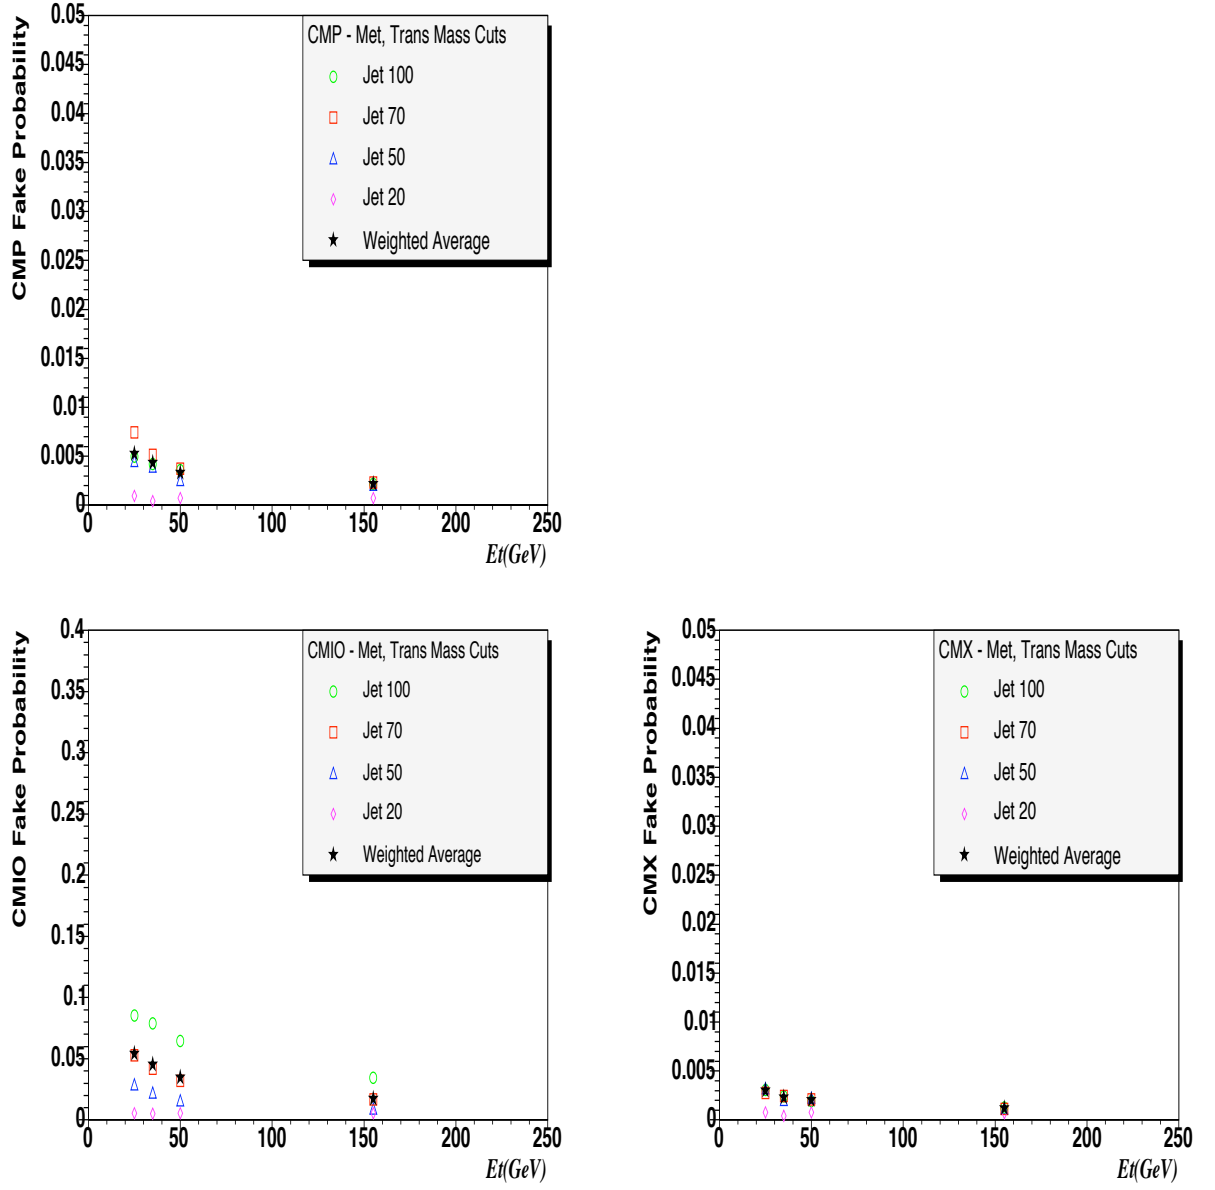 CMP Fake Probability
0.05
0.045
0.04
0.035
0.03
0.025
0.02
0.015
0.01
0.005
0
CMP - Met, Trans Mass Cuts
Jet 100
Jet 70
Jet 50
Jet 20
Weighted Average
0 50 100 150 200 250
Et(GeV)
CMIO Fake Probability
0.4
0.35
0.3
0.25
0.2
0.15
0.1
0.05
0
CMIO - Met, Trans Mass Cuts
Jet 100
Jet 70
Jet 50
Jet 20
Weighted Average
0 50 100 150 200 250
Et(GeV)
CMX Fake Probability
0.05
0.045
0.04
0.035
0.03
0.025
0.02
0.015
0.01
0.005
0
CMX - Met, Trans Mass Cuts
Jet 100
Jet 70
Jet 50
Jet 20
Weighted Average
0 50 100 150 200 250
Et(GeV)